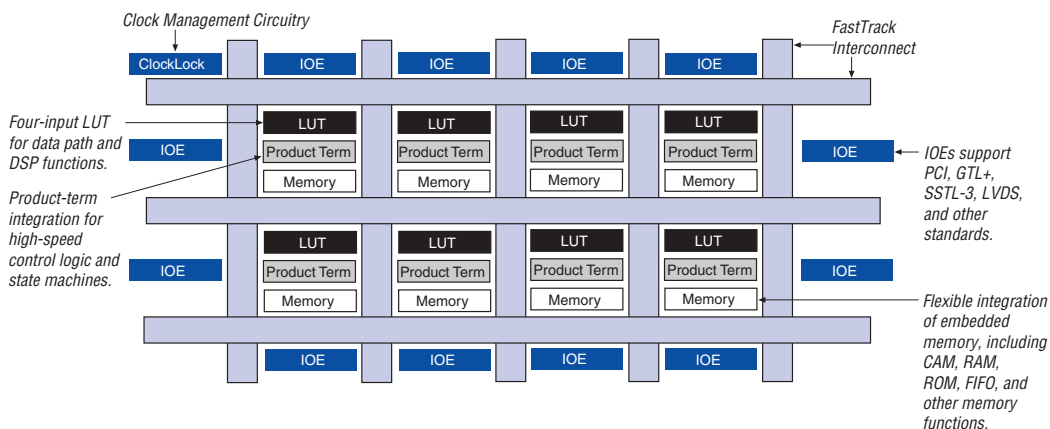 Clock Management Circuitry
FastTrack
Interconnect
ClockLock
IOE
IOE
IOE
IOE
Four-input LUT
for data path and
DSP functions.
IOE
LUT
LUT
LUT
LUT
Product Term
Product Term
Product Term
Product Term
Memory
Memory
Memory
Memory
IOE
IOEs support
PCI, GTL+,
SSTL-3, LVDS,
and other
standards.
Product-term
integration for
high-speed
control logic and
state machines.
IOE
LUT
LUT
LUT
LUT
Product Term
Product Term
Product Term
Product Term
Memory
Memory
Memory
Memory
IOE
Flexible integration
of embedded
memory, including
CAM, RAM,
ROM, FIFO, and
other memory
functions.
IOE
IOE
IOE
IOE